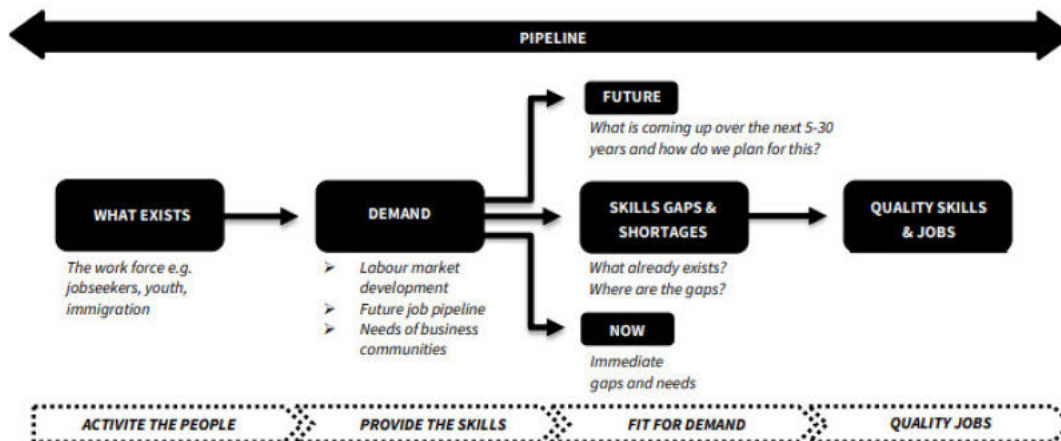 PIPELINE
FUTURE
What is coming up over the next 5-30
years and how do we plan for this?
WHAT EXISTS
The work force e.g.
jobseekers, youth,
immigration
DEMAND
➢ Labour market
development
➢ Future job pipeline
➢ Needs of business
communities
SKILLS GAPS &
SHORTAGES
What already exists?
Where are the gaps?
QUALITY SKILLS
& JOBS
NOW
Immediate
gaps and needs
ACTIVITE THE PEOPLE
PROVIDE THE SKILLS
FIT FOR DEMAND
QUALITY JOBS